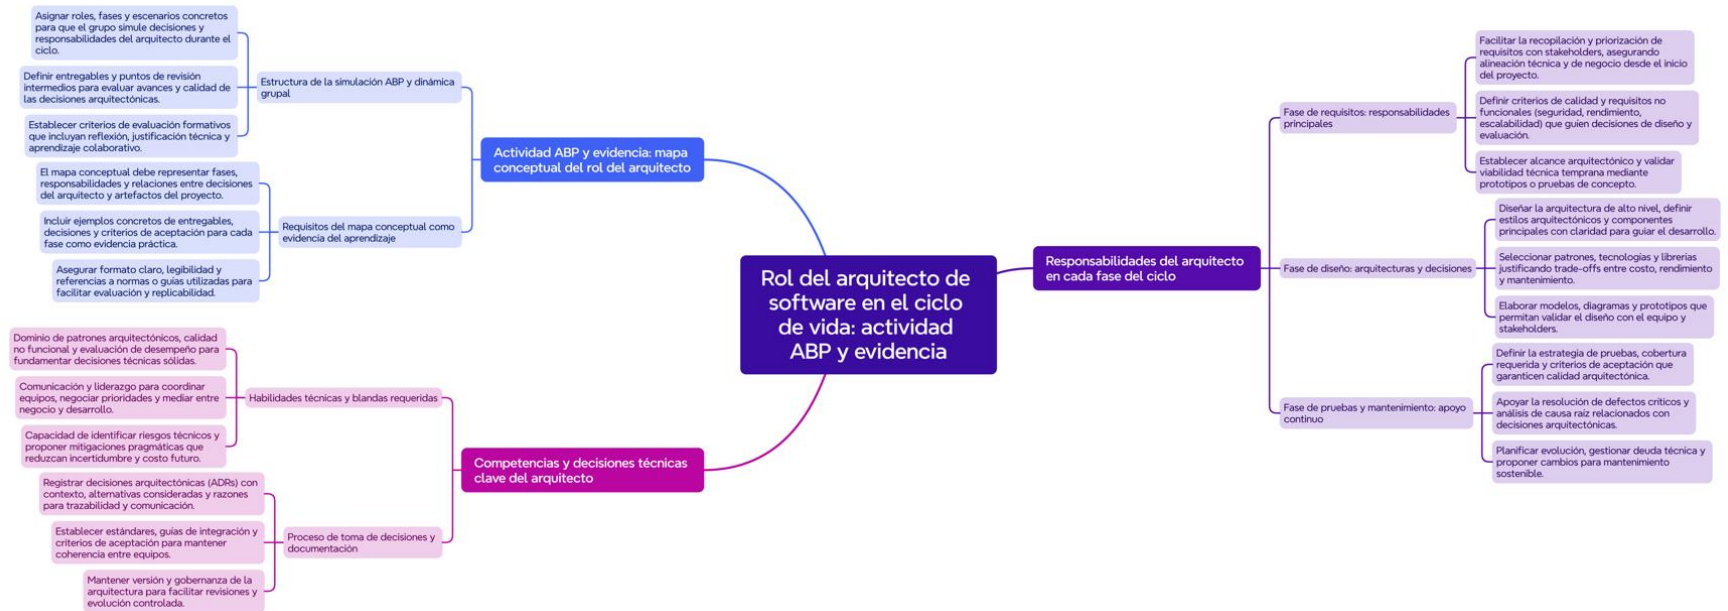 Asignar roles, fases y escenarios concretos
para que el grupo simule decisiones y
responsabilidades del arquitecto durante el
ciclo.
Definir entregables y puntos de revisión
intermedios para evaluar avances y calidad de
las decisiones arquitectónicas.
Establecer criterios de evaluación formativos
que incluyan reflexión, justificación técnica y
aprendizaje colaborativo.
Estructura de la simulación ABP y dinámica
grupal
El mapa conceptual debe representar fases,
responsabilidades y relaciones entre decisiones
del arquitecto y artefactos del proyecto.
Incluir ejemplos concretos de entregables,
decisiones y criterios de aceptación para cada
fase como evidencia práctica.
Asegurar formato claro, legibilidad y
referencias a normas o guías utilizadas para
facilitar evaluación y replicabilidad.
Requisitos del mapa conceptual como
evidencia del aprendizaje
Actividad ABP y evidencia: mapa
conceptual del rol del arquitecto
Dominio de patrones arquitectónicos, calidad
no funcional y evaluación de desempeño para
fundamentar decisiones técnicas sólidas.
Comunicación y liderazgo para coordinar
equipos, negociar prioridades y mediar entre
negocio y desarrollo.
Capacidad de identificar riesgos técnicos y
proponer mitigaciones pragmáticas que
reduzcan incertidumbre y costo futuro.
Habilidades técnicas y blandas requeridas
Registrar decisiones arquitectónicas (ADRs) con
contexto, alternativas consideradas y razones
para trazabilidad y comunicación.
Establecer estándares, guías de integración y
criterios de aceptación para mantener
coherencia entre equipos.
Mantener versión y gobernanza de la
arquitectura para facilitar revisiones y
evolución controlada.
Proceso de toma de decisiones y
documentación
Competencias y decisiones técnicas
clave del arquitecto
Rol del arquitecto de
software en el ciclo
de vida: actividad
ABP y evidencia
Responsabilidades del arquitecto
en cada fase del ciclo
Fase de requisitos: responsabilidades
principales
Facilitar la recopilación y priorización de
requisitos con stakeholders, asegurando
alineación técnica y de negocio desde el inicio
del proyecto.
Definir criterios de calidad y requisitos no
funcionales (seguridad, rendimiento,
escalabilidad) que guíen decisiones de diseño y
evaluación.
Establecer alcance arquitectónico y validar
viabilidad técnica temprana mediante
prototipos o pruebas de concepto.
Fase de diseño: arquitecturas y decisiones
Diseñar la arquitectura de alto nivel, definir
estilos arquitectónicos y componentes
principales con claridad para guiar el desarrollo.
Seleccionar patrones, tecnologías y librerías
justificando trade-offs entre costo, rendimiento
y mantenimiento.
Elaborar modelos, diagramas y prototipos que
permitan validar el diseño con el equipo y
stakeholders.
Fase de pruebas y mantenimiento: apoyo
continuo
Definir la estrategia de pruebas, cobertura
requerida y criterios de aceptación que
garanticen calidad arquitectónica.
Apoyar la resolución de defectos críticos y
análisis de causa raíz relacionados con
decisiones arquitectónicas.
Planificar evolución, gestionar deuda técnica y
proponer cambios para mantenimiento
sostenible.